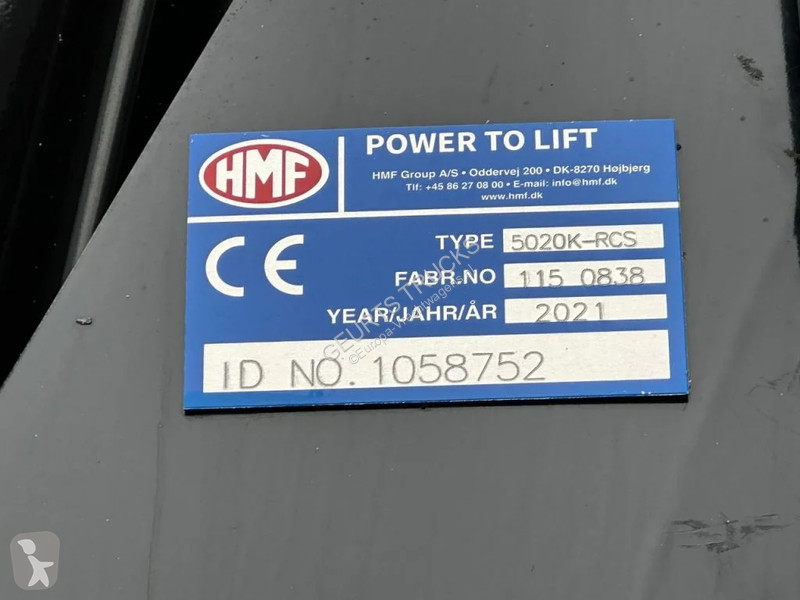 HMF
POWER TO LIFT
HMF Group A/S • Oddervej 200 • DK-8270 Højbjerg
Tlf: +45 86 27 08 00 • E-mail: info@hmf.dk
www.hmf.dk
CE
TYPE 5020K-RCS
FABR.NO 115 0838
YEAR/JAHR/ÅR 2021
ID NO. 1058752
GEURTS TRUCKS